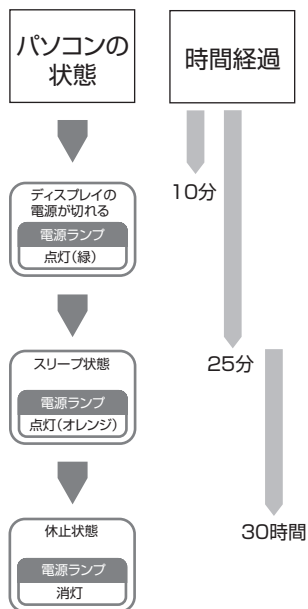 パソコンの
状態
時間経過
10分
ディスプレイの
電源が切れる
電源ランプ
点灯（緑）
25分
スリープ状態
電源ランプ
点灯（オレンジ）
30時間
休止状態
電源ランプ
消灯